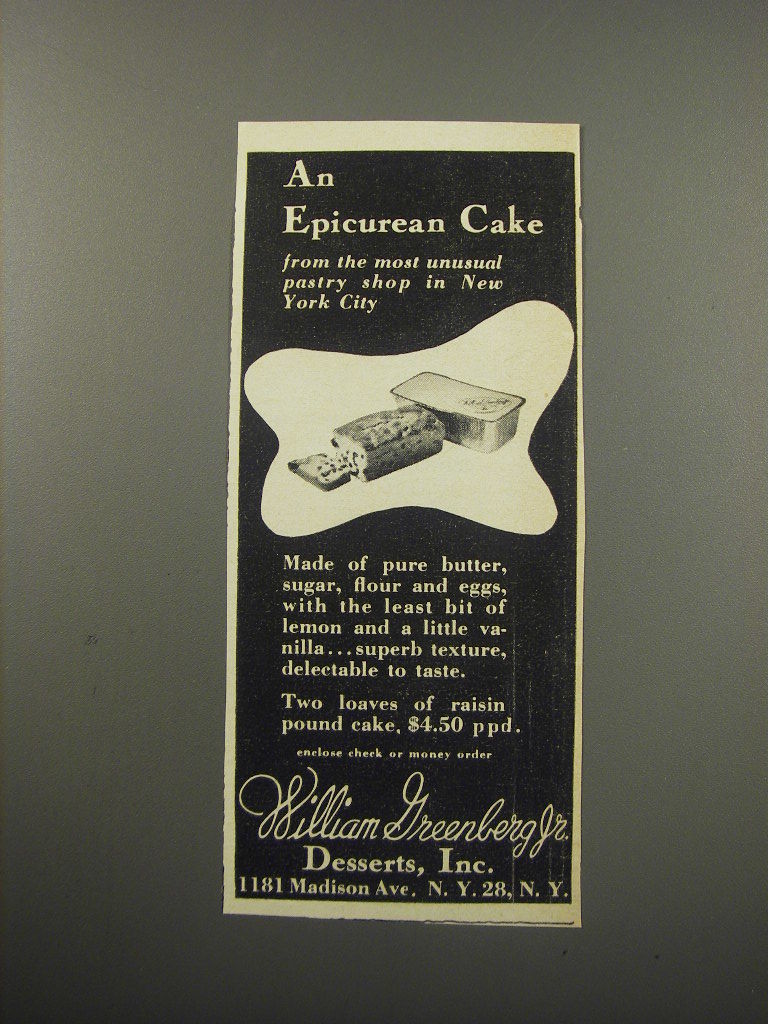 An
Epicurean Cake
from the most unusual
pastry shop in New
York City
Made of pure butter,
sugar, flour and eggs,
with the least bit of
lemon and a little va-
nilla...superb texture,
delectable to taste.
Two loaves of raisin
pound cake, $4.50 ppd.
enclose check or money order
William Greenberg Jr.
Desserts, Inc.
1181 Madison Ave. N. Y. 28, N. Y.